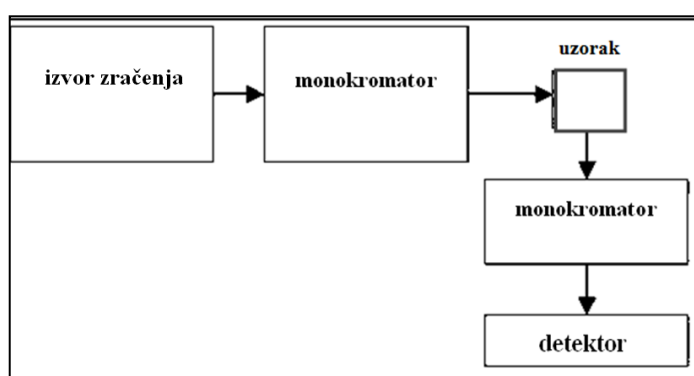 izvor zračenja
monokromator
uzorak
monokromator
detektor